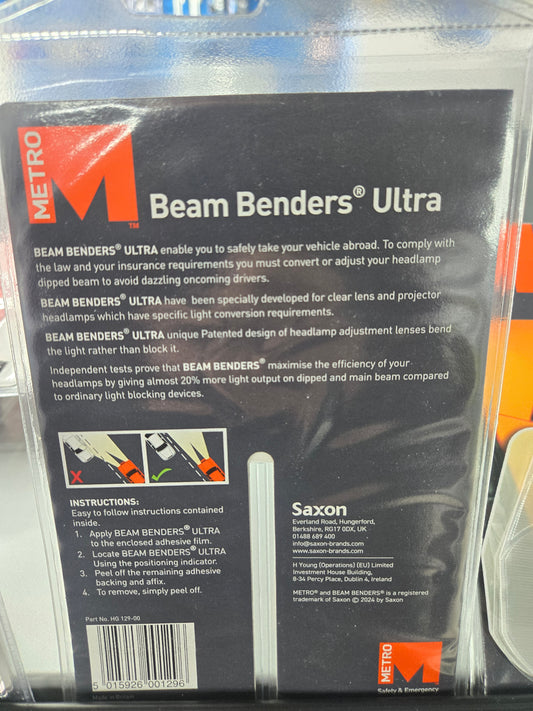 METRO
M
TM
Beam Benders® Ultra
BEAM BENDERS® ULTRA enable you to safely take your vehicle abroad. To comply with
the law and your insurance requirements you must convert or adjust your headlamp
dipped beam to avoid dazzling oncoming drivers.
BEAM BENDERS® ULTRA have been specially developed for clear lens and projector
headlamps which have specific light conversion requirements.
BEAM BENDERS® ULTRA unique Patented design of headlamp adjustment lenses bend
the light rather than block it.
Independent tests prove that BEAM BENDERS® maximise the efficiency of your
headlamps by giving almost 20% more light output on dipped and main beam compared
to ordinary light blocking devices.
INSTRUCTIONS:
Easy to follow instructions contained
inside.
1. Apply BEAM BENDERS® ULTRA
to the enclosed adhesive film.
2. Locate BEAM BENDERS® ULTRA
Using the positioning indicator.
3. Peel off the remaining adhesive
backing and affix.
4. To remove, simply peel off.
Part No. HG 129-00
5 015926 001296
Made in Britain
Saxon
Everland Road, Hungerford,
Berkshire, RG17 0DX, UK
01488 689 400
info@saxon-brands.com
www.saxon-brands.com
H Young (Operations) (EU) Limited
Investment House Building,
8-34 Percy Place, Dublin 4, Ireland
METRO® and BEAM BENDERS® is a registered
trademark of Saxon © 2024 by Saxon
METRO
M
Safety & Emergency